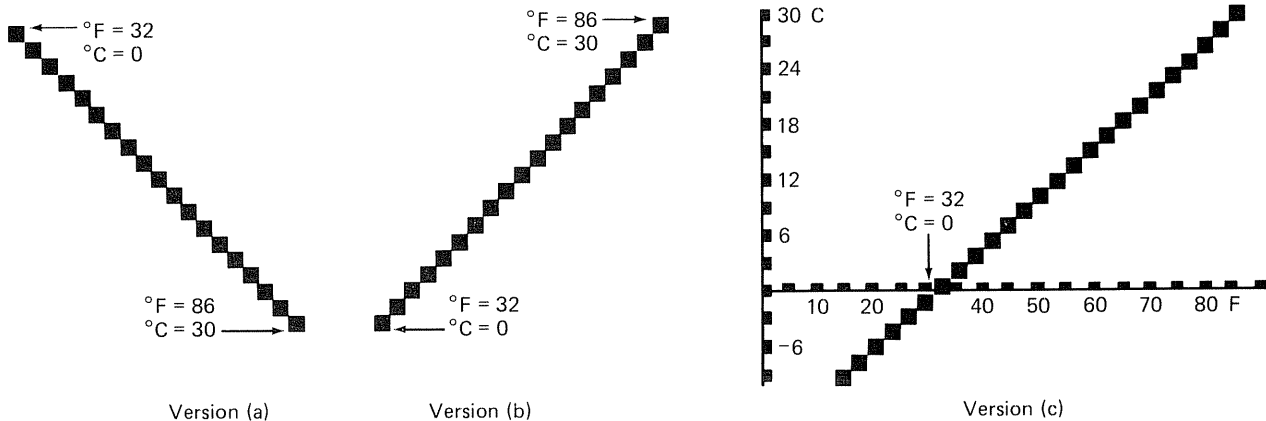 °F = 32
°C = 0
°F = 86
°C = 30
Version (a)
°F = 86
°C = 30
°F = 32
°C = 0
Version (b)
30 C
24
18
12
6
−6
°F = 32
°C = 0
10 20 30 40 50 60 70 80 F
Version (c)